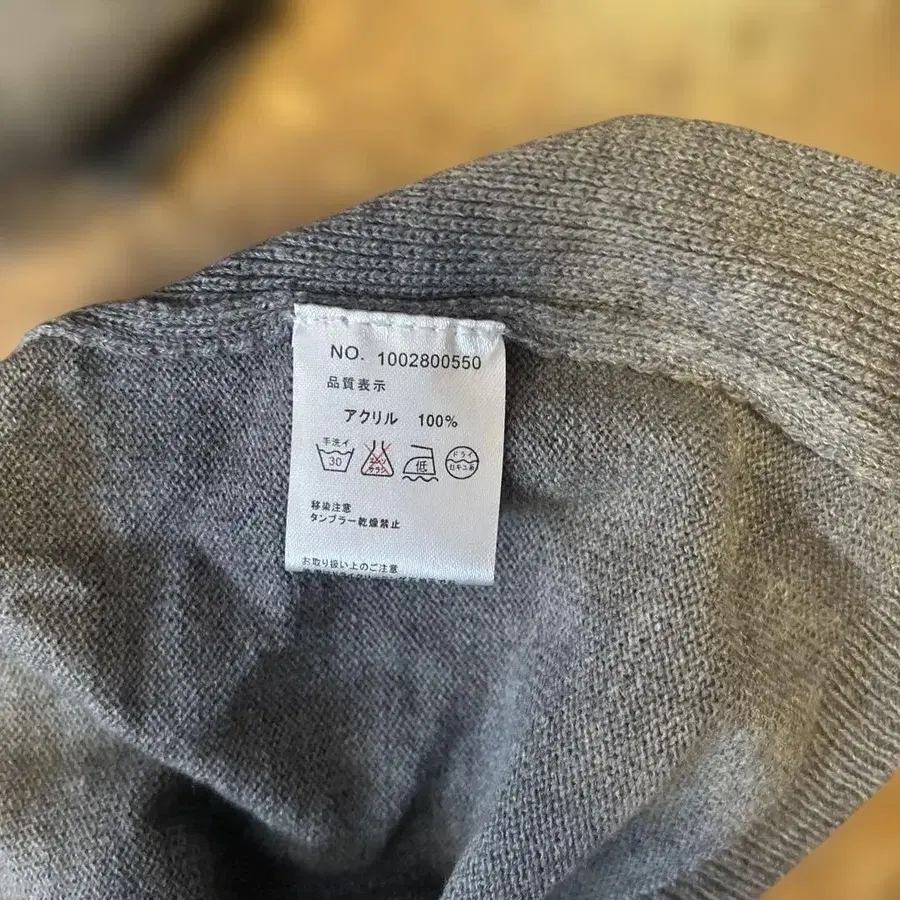 NO. 1002800550
品質表示
アクリル 100%
手洗イ 30 エンソサラシ 低 ドライ セキユ系
移染注意
タンブラー乾燥禁止
お取り扱い上のご注意